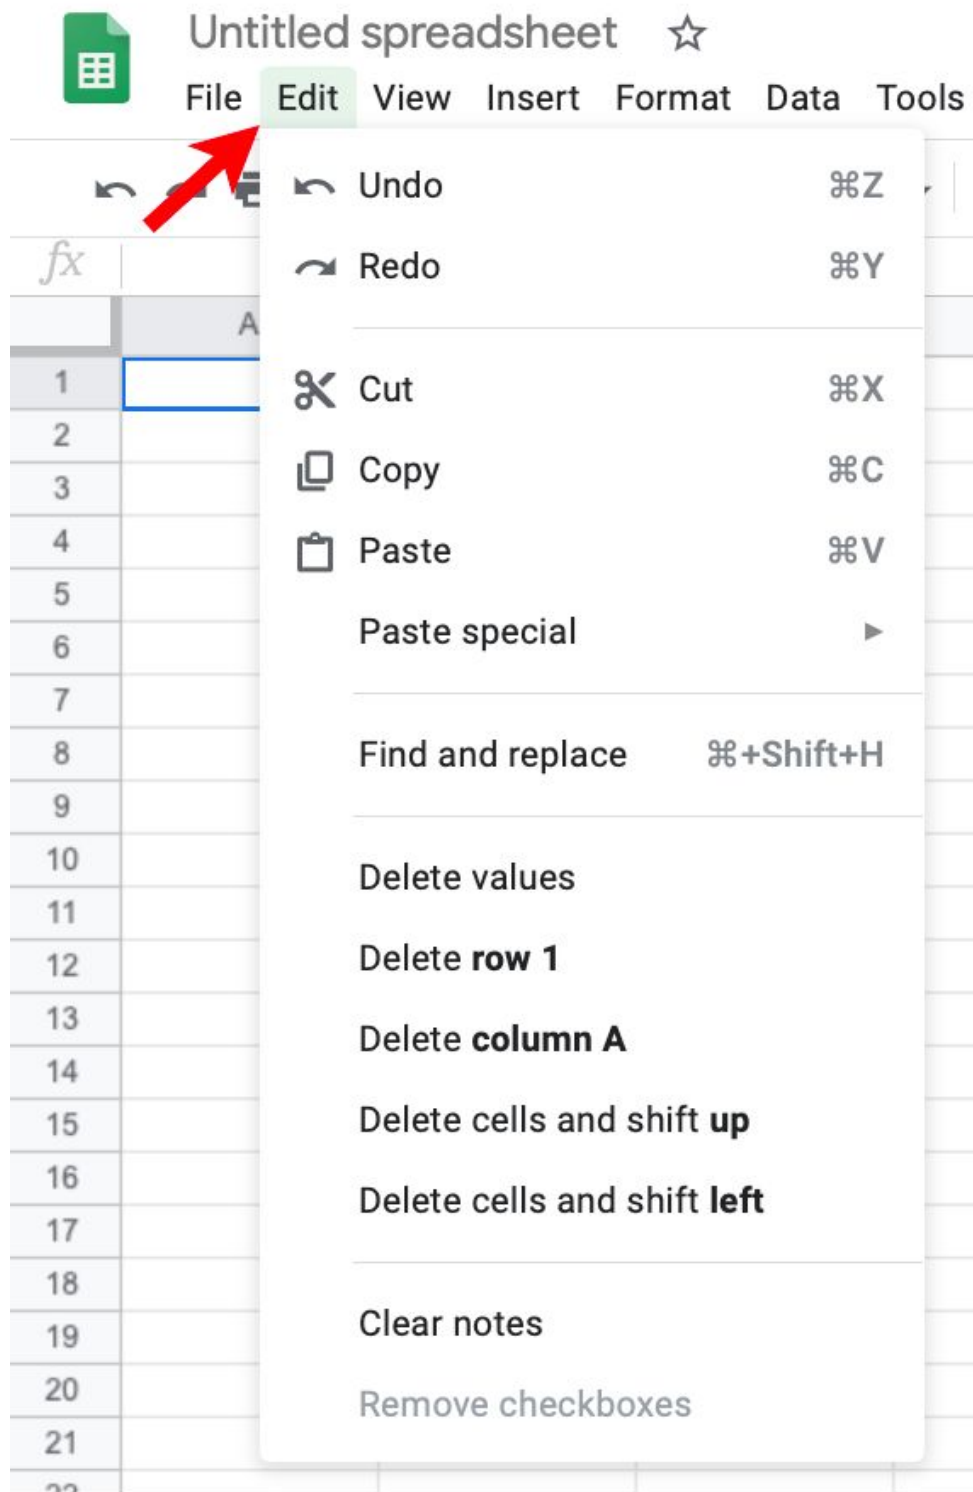 Untitled spreadsheet
File Edit View Insert Format Data Tools
Undo ⌘Z
fx
Redo ⌘Y
A
1
Cut ⌘X
2
3
Copy ⌘C
4
Paste ⌘V
5
6
Paste special
7
8
Find and replace ⌘+Shift+H
9
10
Delete values
11
12
Delete row 1
13
Delete column A
14
15
Delete cells and shift up
16
17
Delete cells and shift left
18
19
Clear notes
20
Remove checkboxes
21